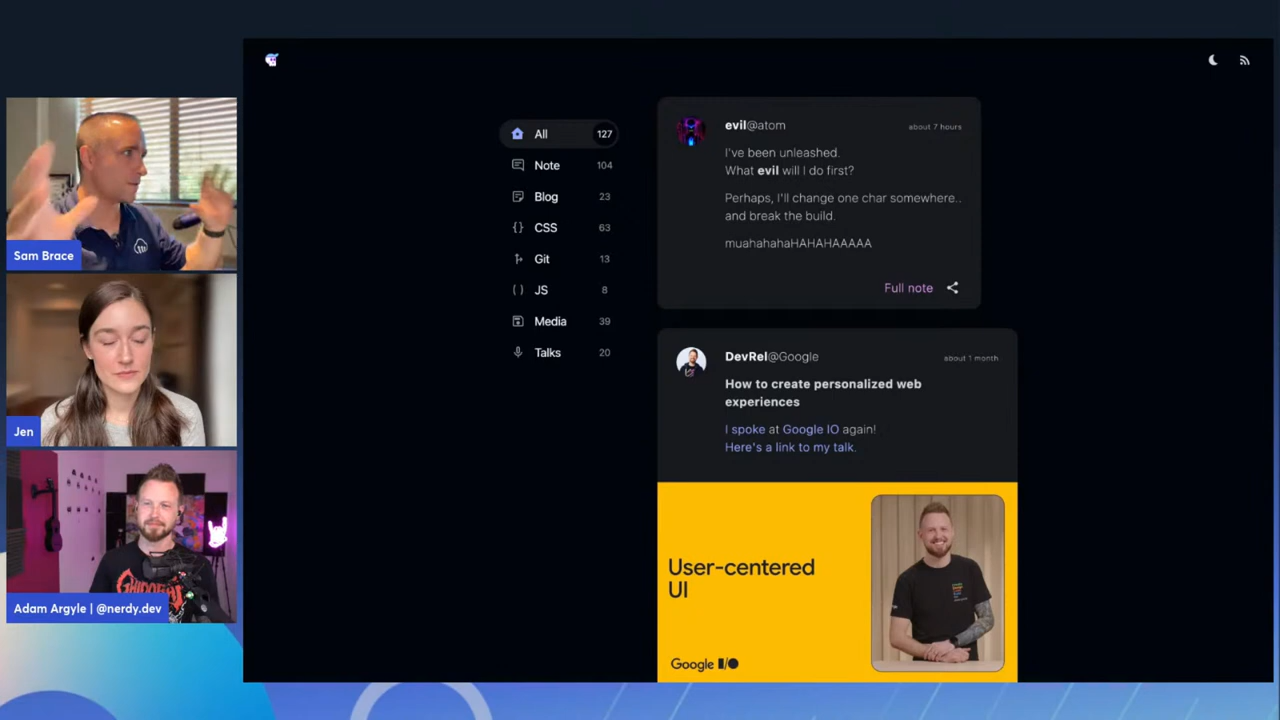 Sam Brace
Jen
Adam Argyle | @nerdy.dev
All 127
Note 104
Blog 23
CSS 63
Git 13
JS 8
Media 39
Talks 20
evil@atom about 7 hours
I've been unleashed.
What evil will I do first?
Perhaps, I'll change one char somewhere..
and break the build.
muahahahaHAHAHAAAAA
Full note
DevRel@Google about 1 month
How to create personalized web
experiences
I spoke at Google IO again!
Here's a link to my talk.
User-centered
UI
Google I/O